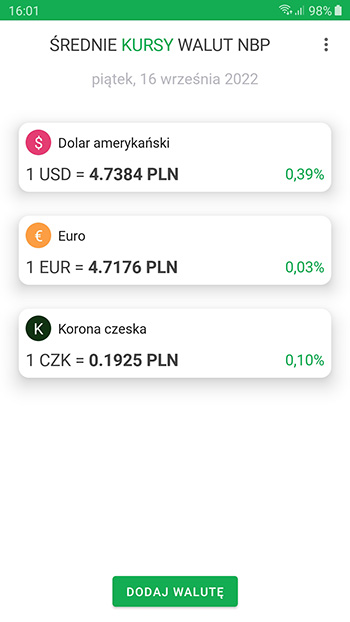 16:01 98%
ŚREDNIE KURSY WALUT NBP
piątek, 16 września 2022
$ Dolar amerykański
1 USD = 4.7384 PLN 0,39%
€ Euro
1 EUR = 4.7176 PLN 0,03%
K Korona czeska
1 CZK = 0.1925 PLN 0,10%
DODAJ WALUTĘ